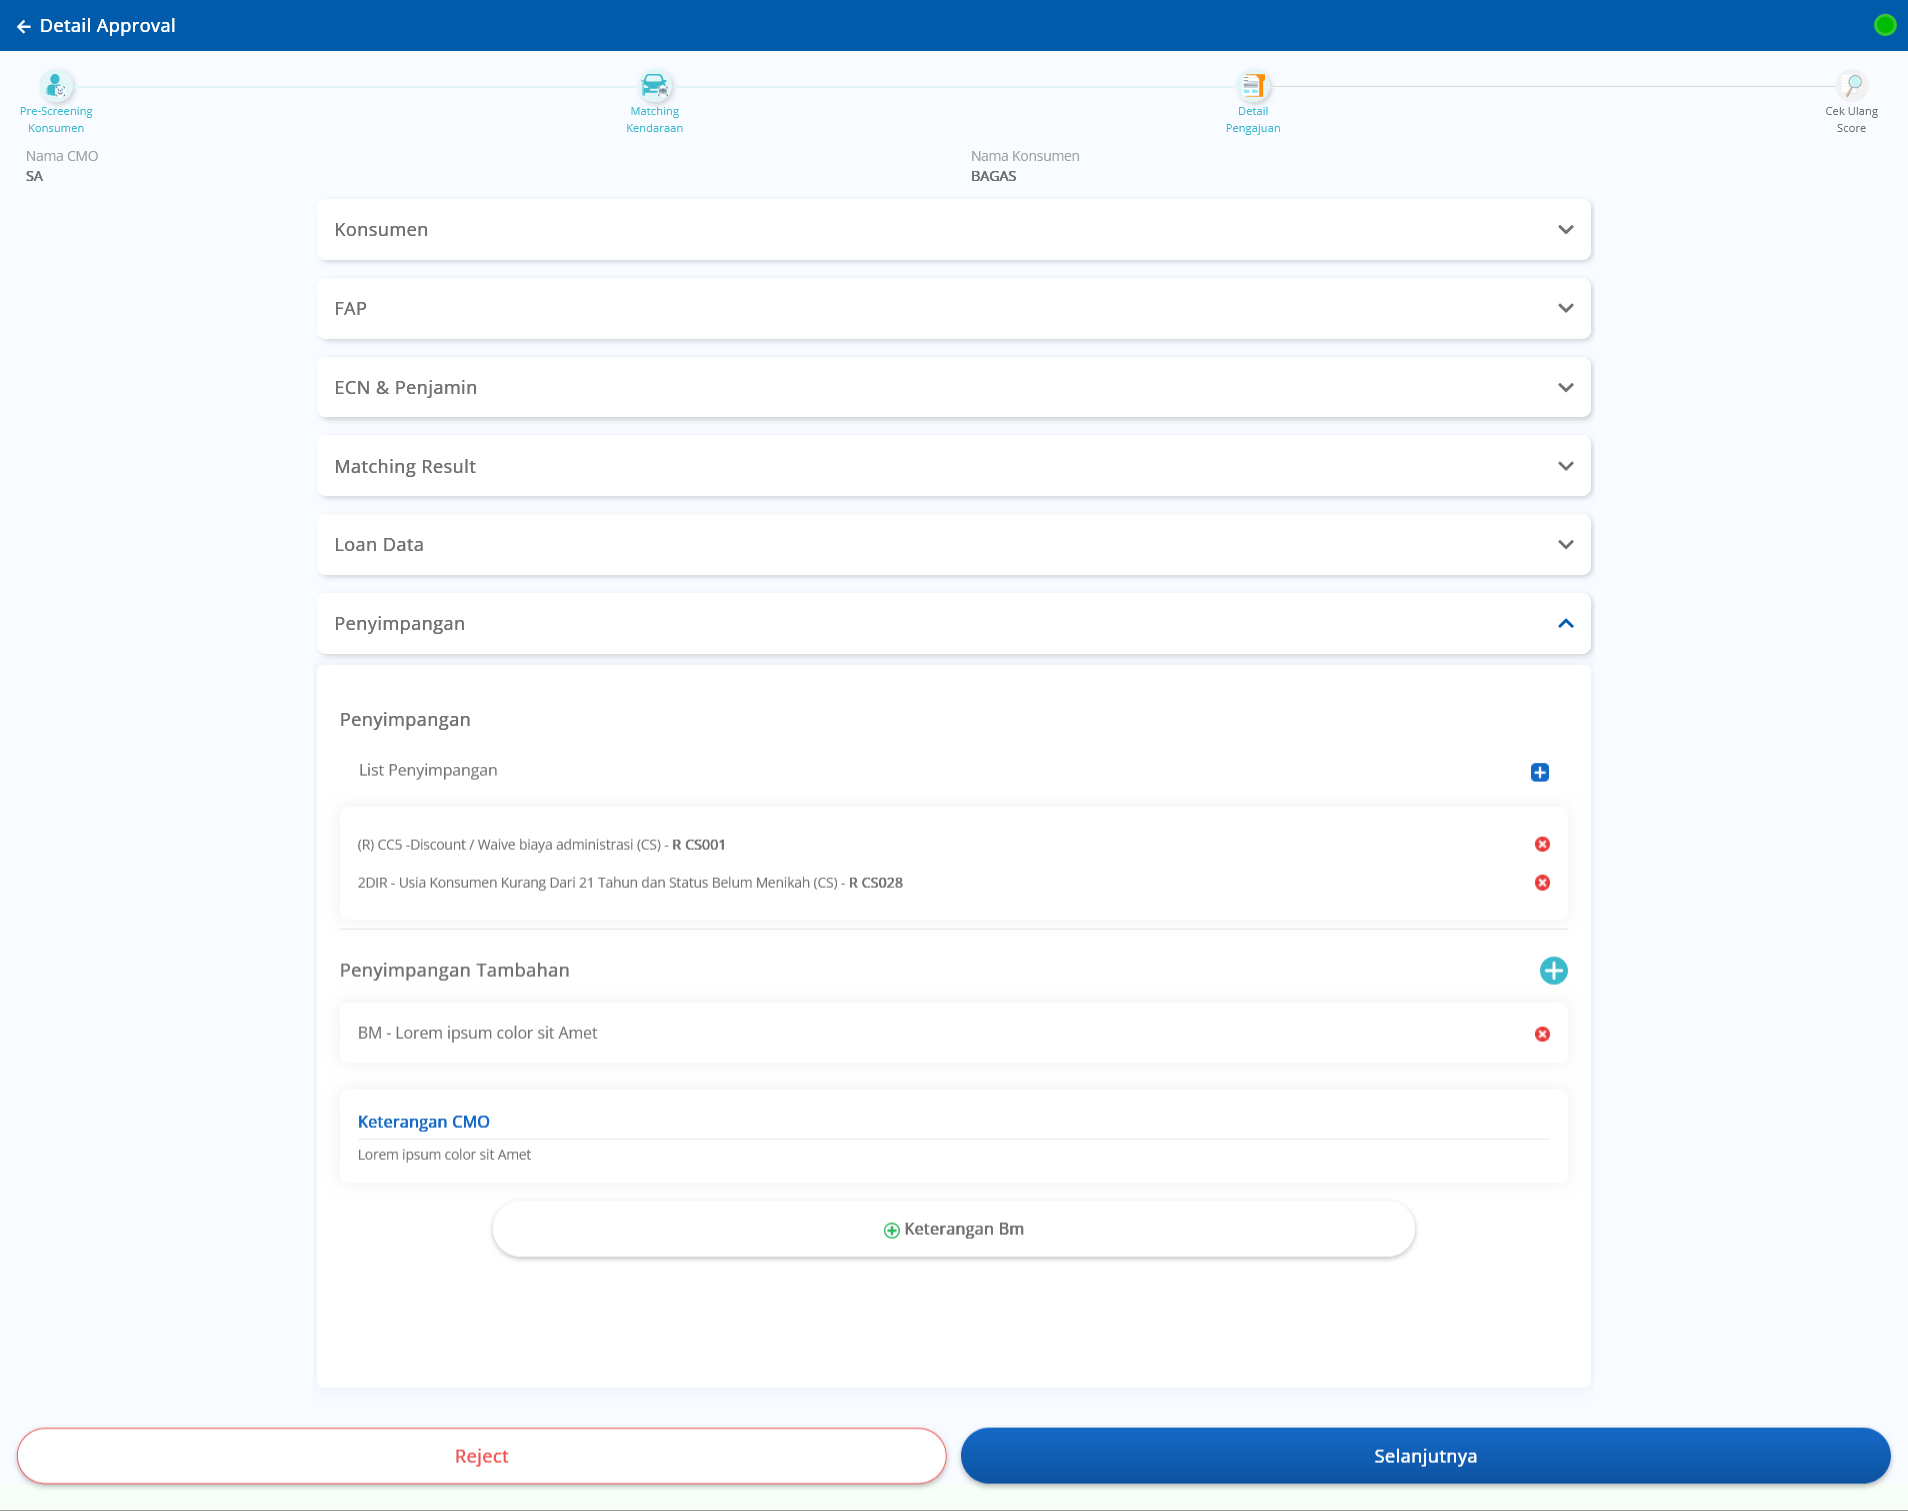 Detail Approval
Pre-Screening
Konsumen
Matching
Kendaraan
Detail
Pengajuan
Cek Ulang
Score
Nama CMO
SA
Nama Konsumen
BAGAS
Konsumen
FAP
ECN & Penjamin
Matching Result
Loan Data
Penyimpangan
Penyimpangan
List Penyimpangan
(R) CC5 -Discount / Waive biaya administrasi (CS) - R CS001
2DIR - Usia Konsumen Kurang Dari 21 Tahun dan Status Belum Menikah (CS) - R CS028
Penyimpangan Tambahan
BM - Lorem ipsum color sit Amet
Keterangan CMO
Lorem ipsum color sit Amet
Keterangan Bm
Reject
Selanjutnya